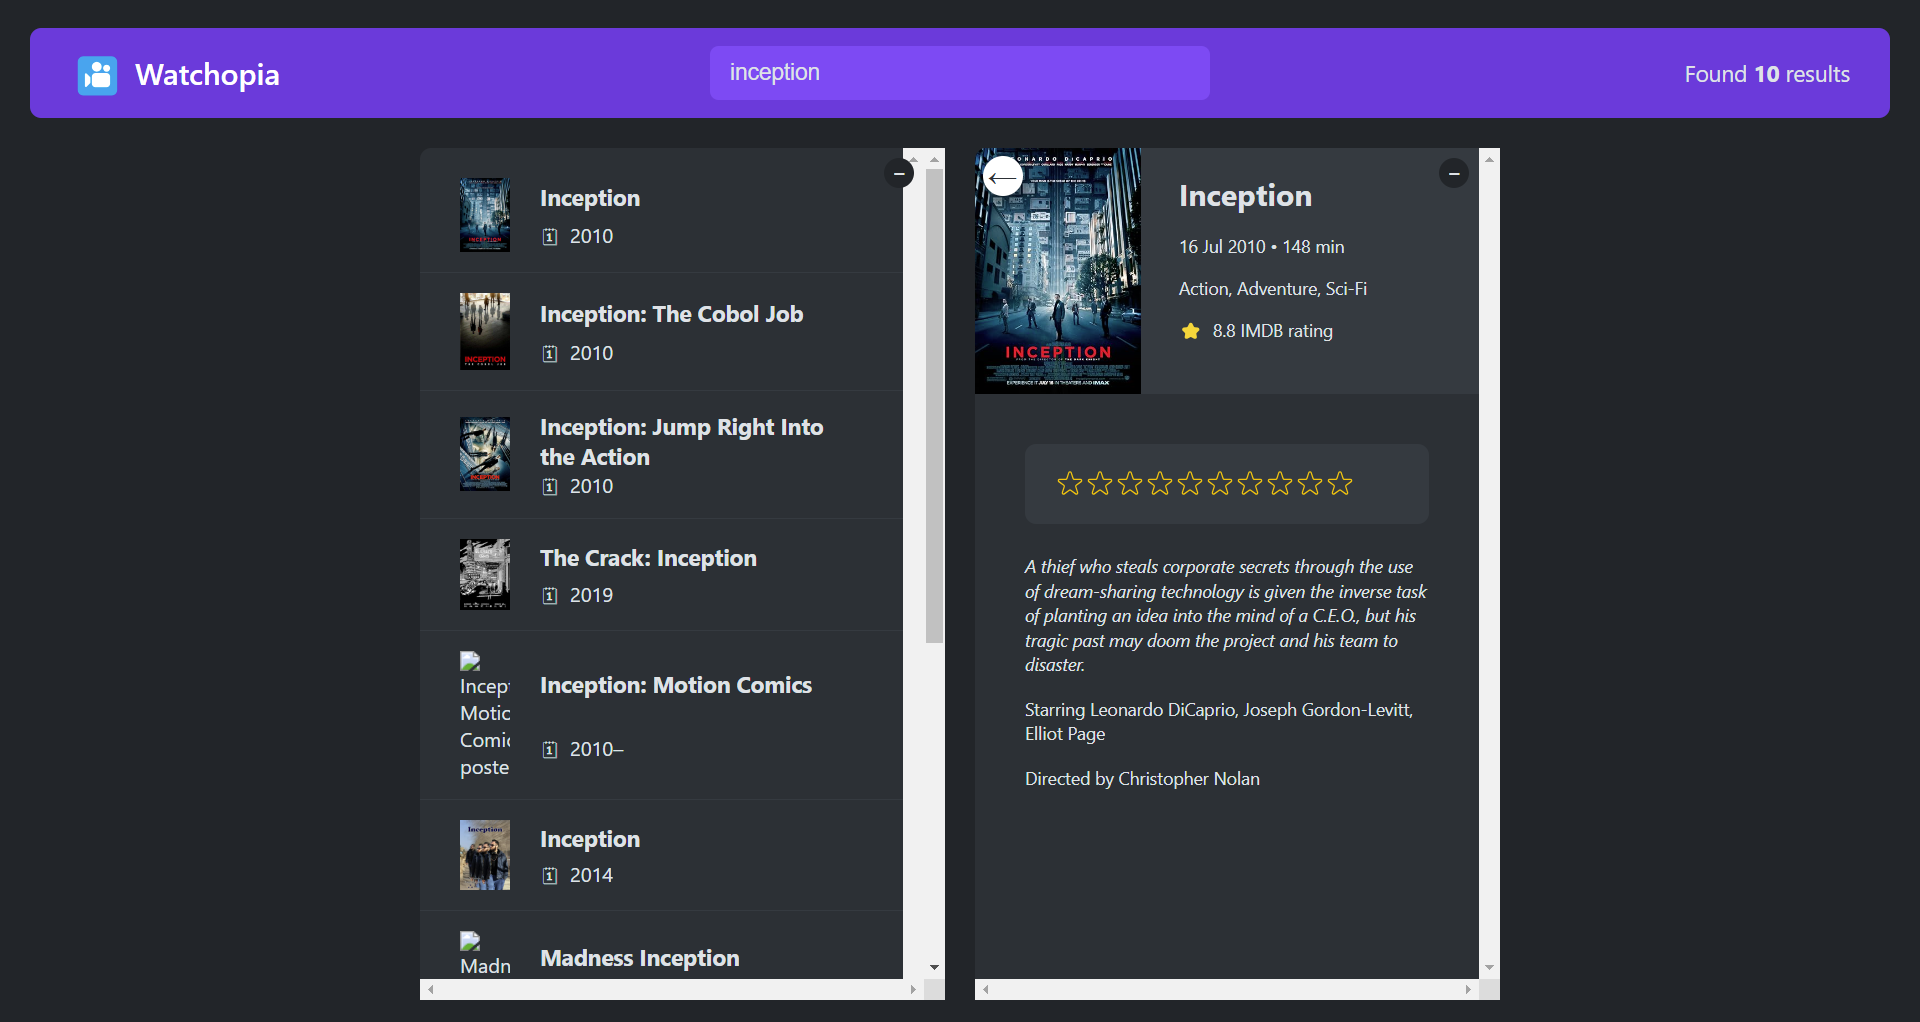 Watchopia
inception
Found 10 results
Inception
2010
Inception: The Cobol Job
2010
Inception: Jump Right Into
the Action
2010
The Crack: Inception
2019
Incep
Motic
Comic
poste
Inception: Motion Comics
2010–
Inception
Inception
2014
Madn
Madness Inception
INCEPTION
Inception
16 Jul 2010 • 148 min
Action, Adventure, Sci-Fi
8.8 IMDB rating
A thief who steals corporate secrets through the use
of dream-sharing technology is given the inverse task
of planting an idea into the mind of a C.E.O., but his
tragic past may doom the project and his team to
disaster.
Starring Leonardo DiCaprio, Joseph Gordon-Levitt,
Elliot Page
Directed by Christopher Nolan